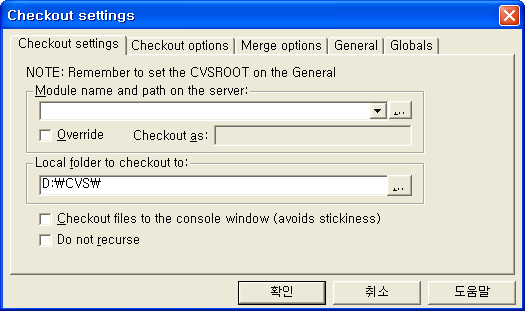 Checkout settings
Checkout settings Checkout options Merge options General Globals
NOTE: Remember to set the CVSROOT on the General
Module name and path on the server:
...
Override Checkout as:
Local folder to checkout to:
D:₩CVS₩ ...
Checkout files to the console window (avoids stickiness)
Do not recurse
확인 취소 도움말